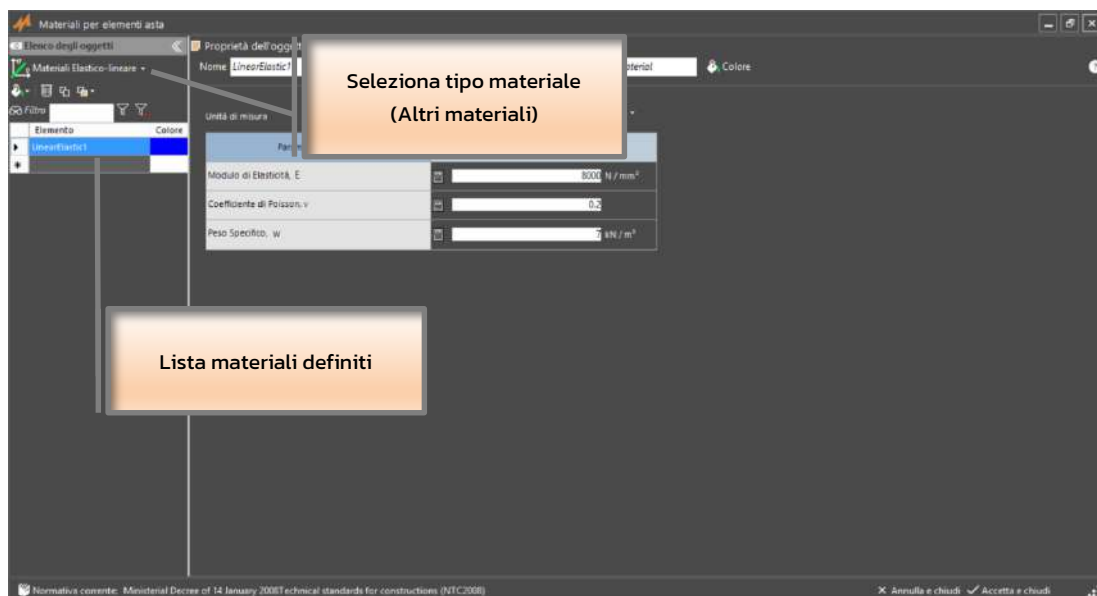 Materiali per elementi asta
Elenco degli oggetti
Proprietà dell'ogget
Materiali Elastico-lineare
Nome LinearElastic1
aterial
Colore
Seleziona tipo materiale
(Altri materiali)
Filtro
Unità di misura
Elemento Colore
LinearElastic1
Par
Modulo di Elasticità, E 8000 N / mm²
Coefficiente di Poisson, ν 0.2
Peso Specifico, w 7 kN / m³
Lista materiali definiti
Normativa corrente: Ministerial Decree of 14 January 2008Technical standards for constructions (NTC2008)
Annulla e chiudi Accetta e chiudi